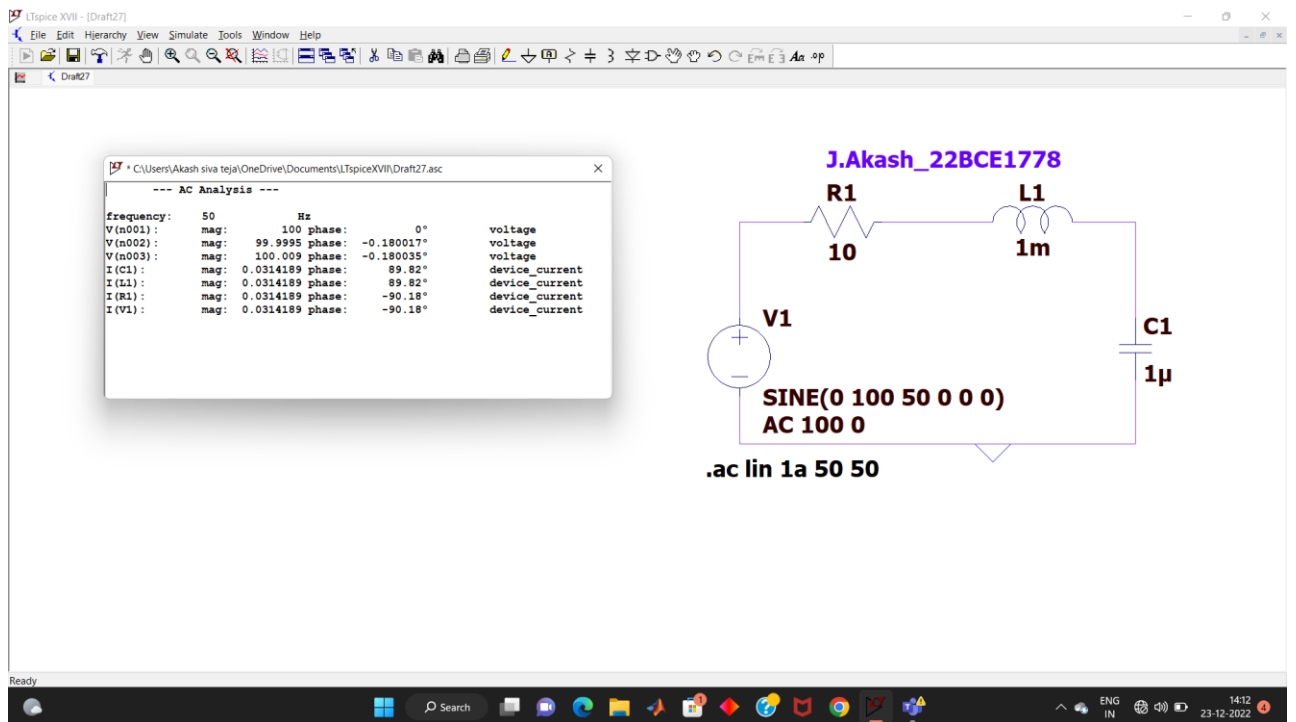 LTspice XVII - [Draft27]
File Edit Hierarchy View Simulate Tools Window Help
Aa .op
Draft27
* C:\Users\Akash siva teja\OneDrive\Documents\LTspiceXVII\Draft27.asc
--- AC Analysis ---
frequency: 50 Hz
V(n001): mag: 100 phase: 0° voltage
V(n002): mag: 99.9995 phase: -0.180017° voltage
V(n003): mag: 100.009 phase: -0.180035° voltage
I(C1): mag: 0.0314189 phase: 89.82° device_current
I(L1): mag: 0.0314189 phase: 89.82° device_current
I(R1): mag: 0.0314189 phase: -90.18° device_current
I(V1): mag: 0.0314189 phase: -90.18° device_current
J.Akash_22BCE1778
R1
10
L1
1m
V1
SINE(0 100 50 0 0 0)
AC 100 0
C1
1µ
.ac lin 1a 50 50
Ready
Search
1
ENG
IN
14:12
23-12-2022
4